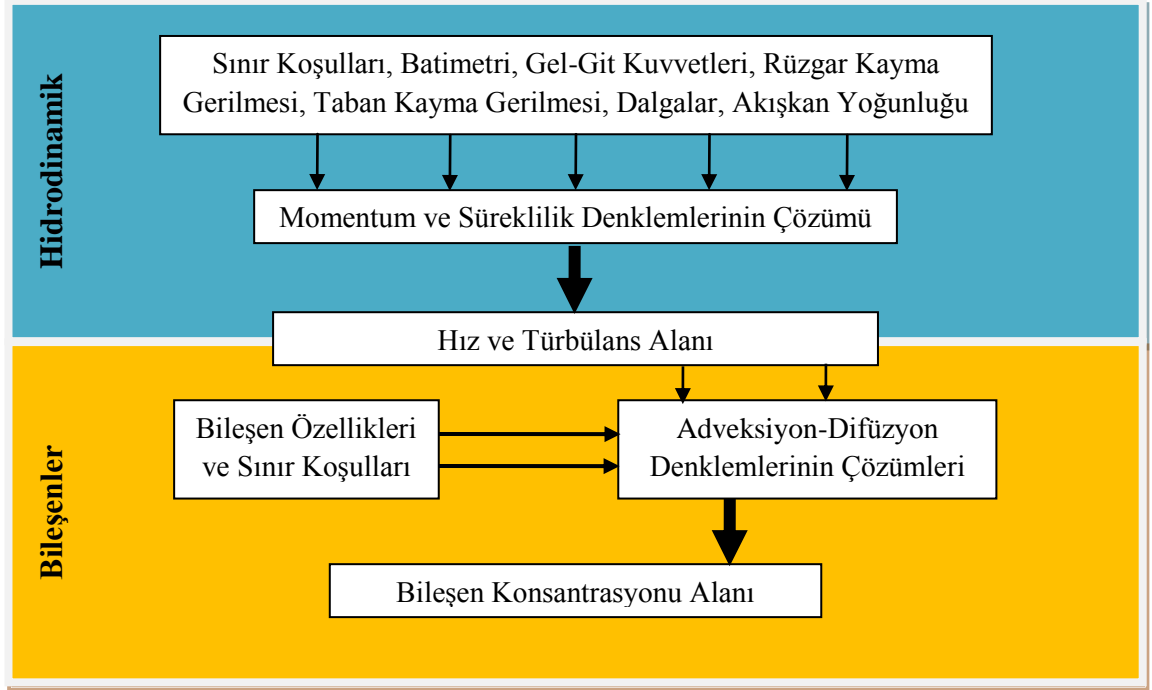 Hidrodinamik
Sınır Koşulları, Batimetri, Gel-Git Kuvvetleri, Rüzgar Kayma
Gerilmesi, Taban Kayma Gerilmesi, Dalgalar, Akışkan Yoğunluğu
Momentum ve Süreklilik Denklemlerinin Çözümü
Hız ve Türbülans Alanı
Bileşenler
Bileşen Özellikleri
ve Sınır Koşulları
Adveksiyon-Difüzyon
Denklemlerinin Çözümleri
Bileşen Konsantrasyonu Alanı